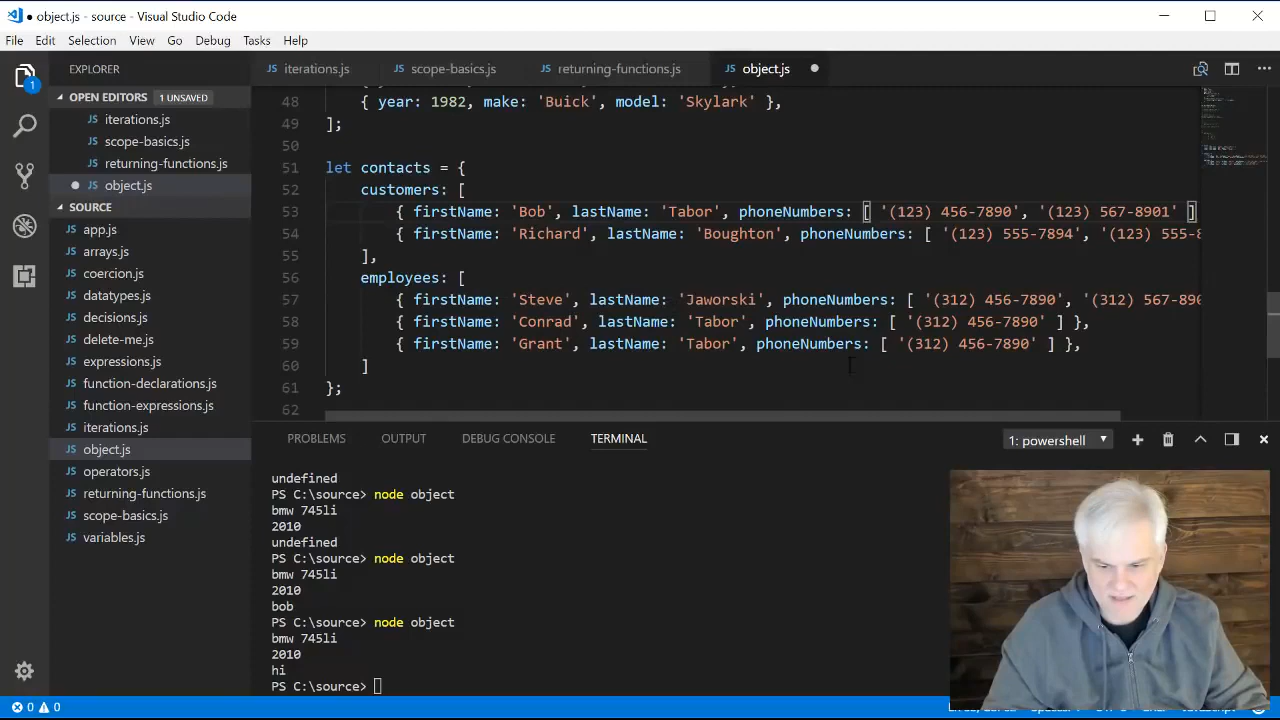 ● object.js - source - Visual Studio Code
File Edit Selection View Go Debug Tasks Help
EXPLORER
iterations.js scope-basics.js returning-functions.js object.js ●
OPEN EDITORS 1 UNSAVED
iterations.js
scope-basics.js
returning-functions.js
● object.js
SOURCE
app.js
arrays.js
coercion.js
datatypes.js
decisions.js
delete-me.js
expressions.js
function-declarations.js
function-expressions.js
iterations.js
object.js
operators.js
returning-functions.js
scope-basics.js
variables.js
48 { year: 1982, make: 'Buick', model: 'Skylark' },
49 ];
50
51 let contacts = {
52 customers: [
53 { firstName: 'Bob', lastName: 'Tabor', phoneNumbers: [ '(123) 456-7890', '(123) 567-8901' ]
54 { firstName: 'Richard', lastName: 'Boughton', phoneNumbers: [ '(123) 555-7894', '(123) 555-8
55 ],
56 employees: [
57 { firstName: 'Steve', lastName: 'Jaworski', phoneNumbers: [ '(312) 456-7890', '(312) 567-890
58 { firstName: 'Conrad', lastName: 'Tabor', phoneNumbers: [ '(312) 456-7890' ] },
59 { firstName: 'Grant', lastName: 'Tabor', phoneNumbers: [ '(312) 456-7890' ] },
60 ]
61 };
62
PROBLEMS OUTPUT DEBUG CONSOLE TERMINAL 1: powershell
undefined
PS C:\source> node object
bmw 745li
2010
undefined
PS C:\source> node object
bmw 745li
2010
bob
PS C:\source> node object
bmw 745li
2010
hi
PS C:\source>
0 0